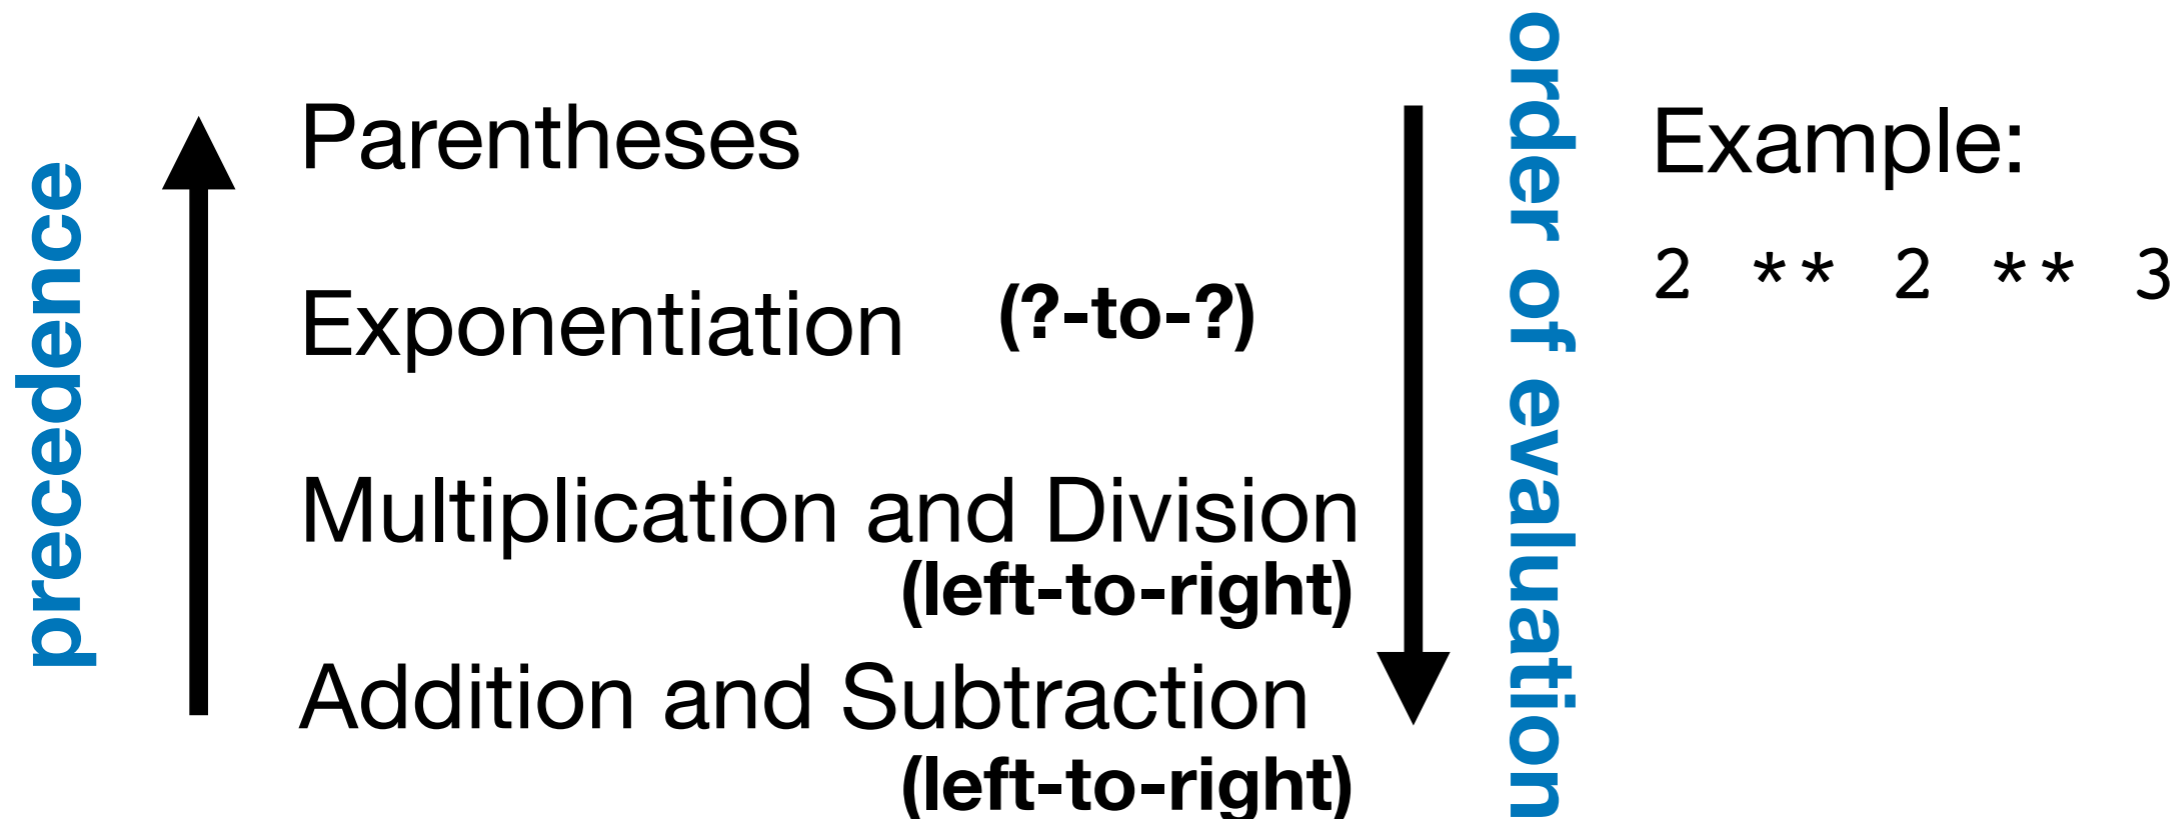 precedence
Parentheses
Exponentiation (?-to-?)
Multiplication and Division
(left-to-right)
Addition and Subtraction
(left-to-right)
order of evaluation
Example:
2 ** 2 ** 3